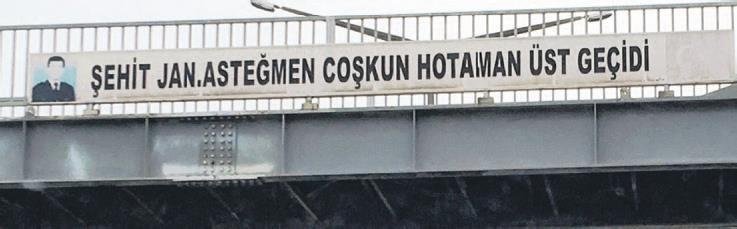 ŞEHİT JAN.ASTEĞMEN COŞKUN HOTAMAN ÜST GEÇİDİ